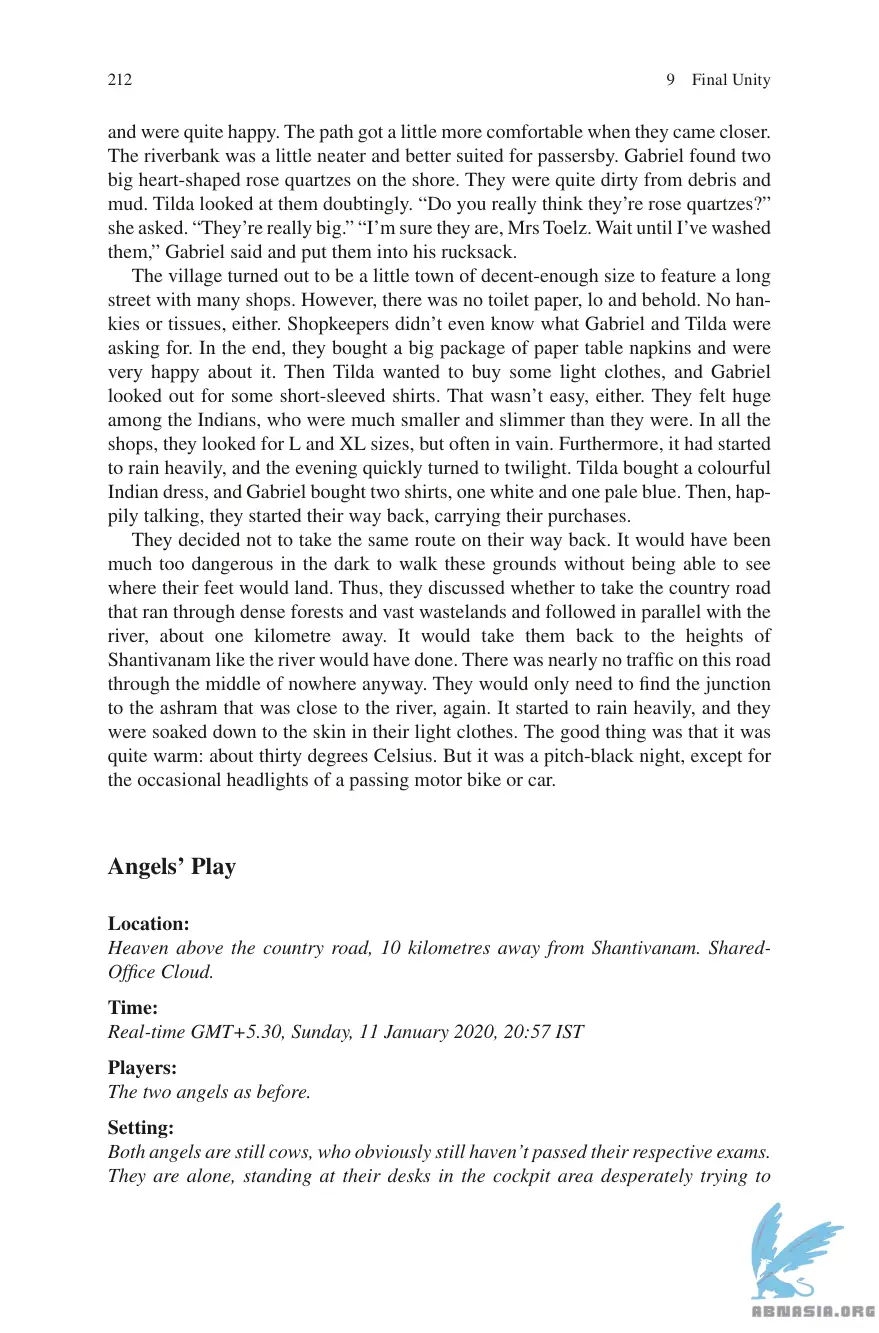 212
9 Final Unity
and were quite happy. The path got a little more comfortable when they came closer.
The riverbank was a little neater and better suited for passersby. Gabriel found two
big heart-shaped rose quartzes on the shore. They were quite dirty from debris and
mud. Tilda looked at them doubtingly. “Do you really think they’re rose quartzes?”
she asked. “They’re really big.” “I’m sure they are, Mrs Toelz. Wait until I’ve washed
them,” Gabriel said and put them into his rucksack.
The village turned out to be a little town of decent-enough size to feature a long
street with many shops. However, there was no toilet paper, lo and behold. No han-
kies or tissues, either. Shopkeepers didn’t even know what Gabriel and Tilda were
asking for. In the end, they bought a big package of paper table napkins and were
very happy about it. Then Tilda wanted to buy some light clothes, and Gabriel
looked out for some short-sleeved shirts. That wasn’t easy, either. They felt huge
among the Indians, who were much smaller and slimmer than they were. In all the
shops, they looked for L and XL sizes, but often in vain. Furthermore, it had started
to rain heavily, and the evening quickly turned to twilight. Tilda bought a colourful
Indian dress, and Gabriel bought two shirts, one white and one pale blue. Then, hap-
pily talking, they started their way back, carrying their purchases.
They decided not to take the same route on their way back. It would have been
much too dangerous in the dark to walk these grounds without being able to see
where their feet would land. Thus, they discussed whether to take the country road
that ran through dense forests and vast wastelands and followed in parallel with the
river, about one kilometre away. It would take them back to the heights of
Shantivanam like the river would have done. There was nearly no traffic on this road
through the middle of nowhere anyway. They would only need to find the junction
to the ashram that was close to the river, again. It started to rain heavily, and they
were soaked down to the skin in their light clothes. The good thing was that it was
quite warm: about thirty degrees Celsius. But it was a pitch-black night, except for
the occasional headlights of a passing motor bike or car.
Angels’ Play
Location:
Heaven above the country road, 10 kilometres away from Shantivanam. Shared-
Office Cloud.
Time:
Real-time GMT+5.30, Sunday, 11 January 2020, 20:57 IST
Players:
The two angels as before.
Setting:
Both angels are still cows, who obviously still haven’t passed their respective exams.
They are alone, standing at their desks in the cockpit area desperately trying to
ABNASIA.ORG